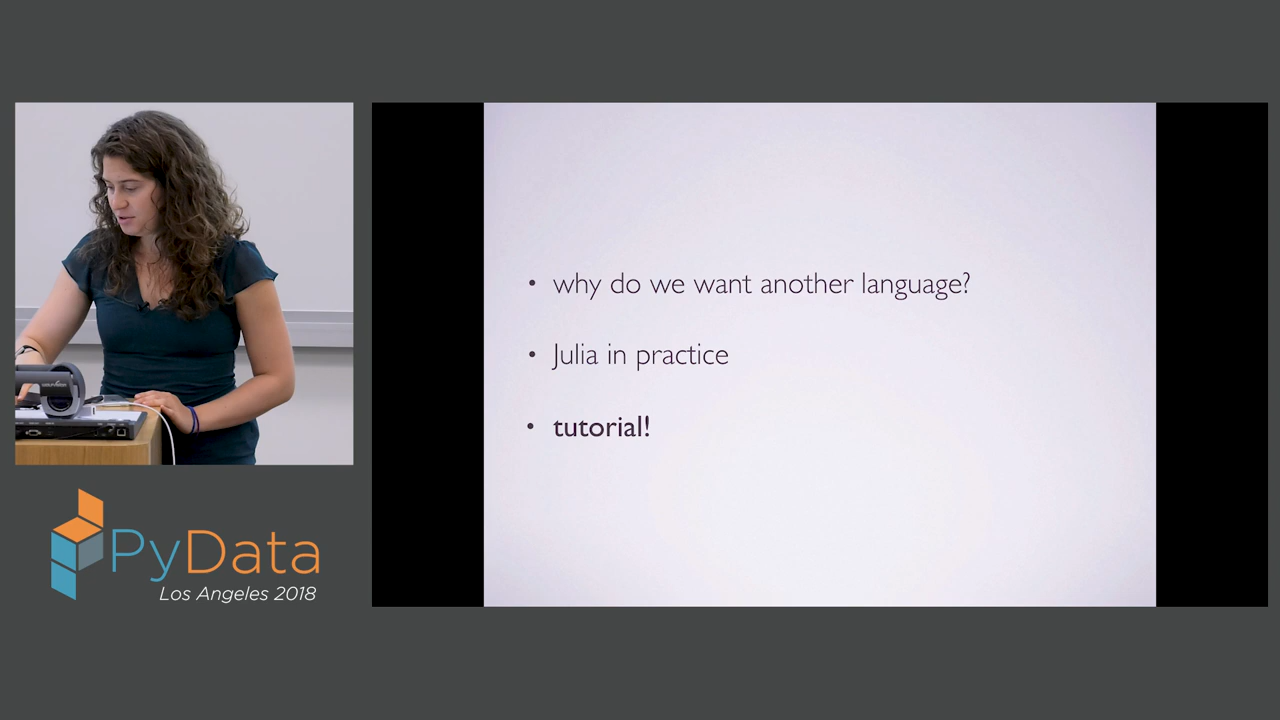 • why do we want another language?
• Julia in practice
• tutorial!
PyData
Los Angeles 2018